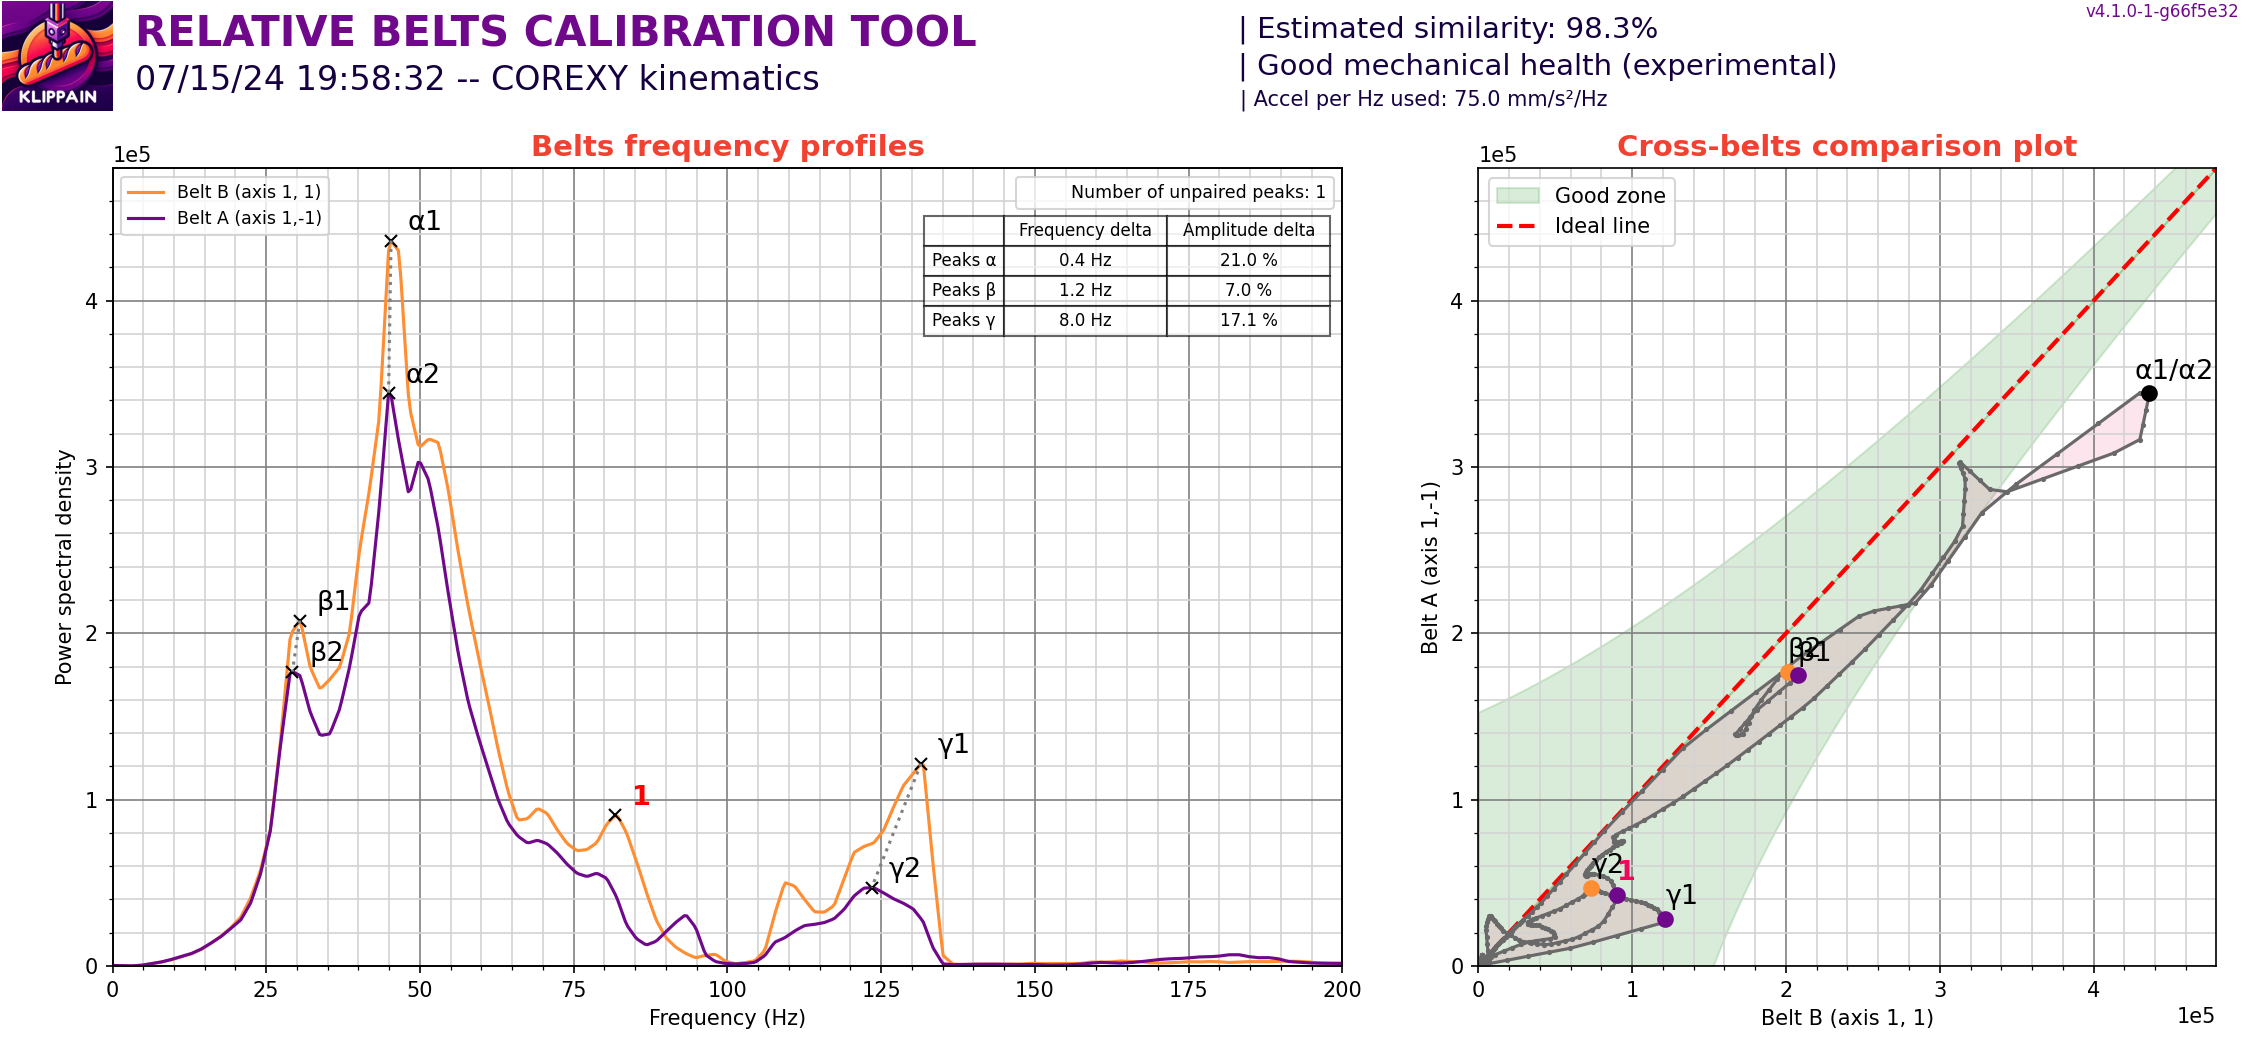 KLIPPAIN
RELATIVE BELTS CALIBRATION TOOL
07/15/24 19:58:32 -- COREXY kinematics
| Estimated similarity: 98.3%
| Good mechanical health (experimental)
| Accel per Hz used: 75.0 mm/s²/Hz
v4.1.0-1-g66f5e32
Belts frequency profiles
1e5
Belt B (axis 1, 1)
Belt A (axis 1,-1)
Number of unpaired peaks: 1
Frequency delta Amplitude delta
Peaks α 0.4 Hz 21.0 %
Peaks β 1.2 Hz 7.0 %
Peaks γ 8.0 Hz 17.1 %
α1
α2
β1
β2
1
γ1
γ2
4
3
2
1
0
Power spectral density
0 25 50 75 100 125 150 175 200
Frequency (Hz)
Cross-belts comparison plot
1e5
Good zone
Ideal line
α1/α2
β2
β1
γ2
1
γ1
4
3
2
1
0
Belt A (axis 1,-1)
0 1 2 3 4
Belt B (axis 1, 1)
1e5